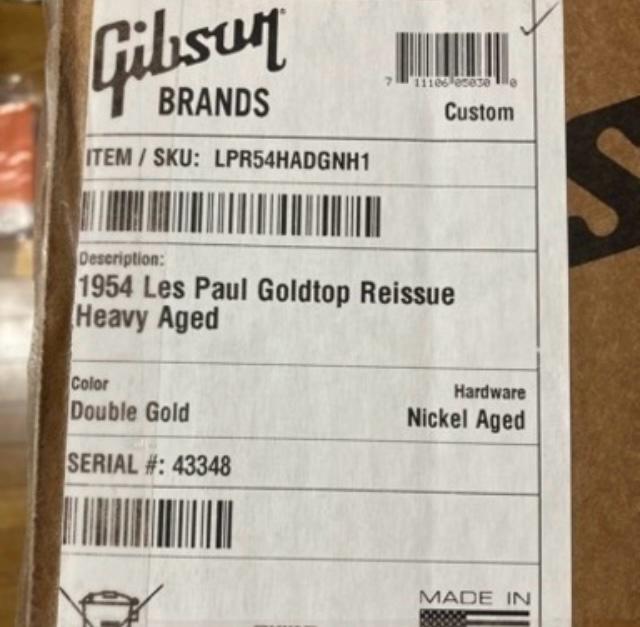 Gibson
BRANDS
7 11106 05030 0
Custom
ITEM / SKU: LPR54HADGNH1
Description:
1954 Les Paul Goldtop Reissue
Heavy Aged
Color
Double Gold
Hardware
Nickel Aged
SERIAL #: 43348
MADE IN